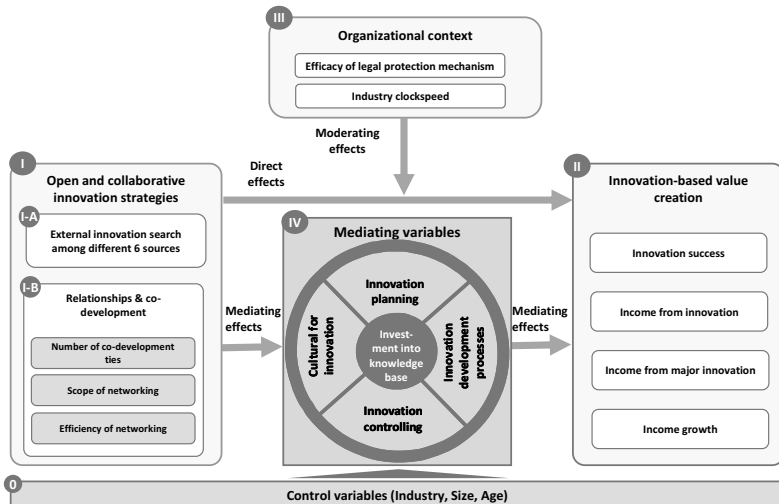 III
Organizational context
Efficacy of legal protection mechanism
Industry clockspeed
Moderating
effects
Direct
effects
I
Open and collaborative
innovation strategies
I-A
External innovation search
among different 6 sources
I-B
Relationships & co-
development
Number of co-development
ties
Scope of networking
Efficiency of networking
Mediating
effects
IV
Mediating variables
Innovation
planning
Cultural for
innovation
Invest-
ment into
knowledge
base
Innovation
development
processes
Innovation
controlling
Mediating
effects
II
Innovation-based value
creation
Innovation success
Income from innovation
Income from major innovation
Income growth
0
Control variables (Industry, Size, Age)